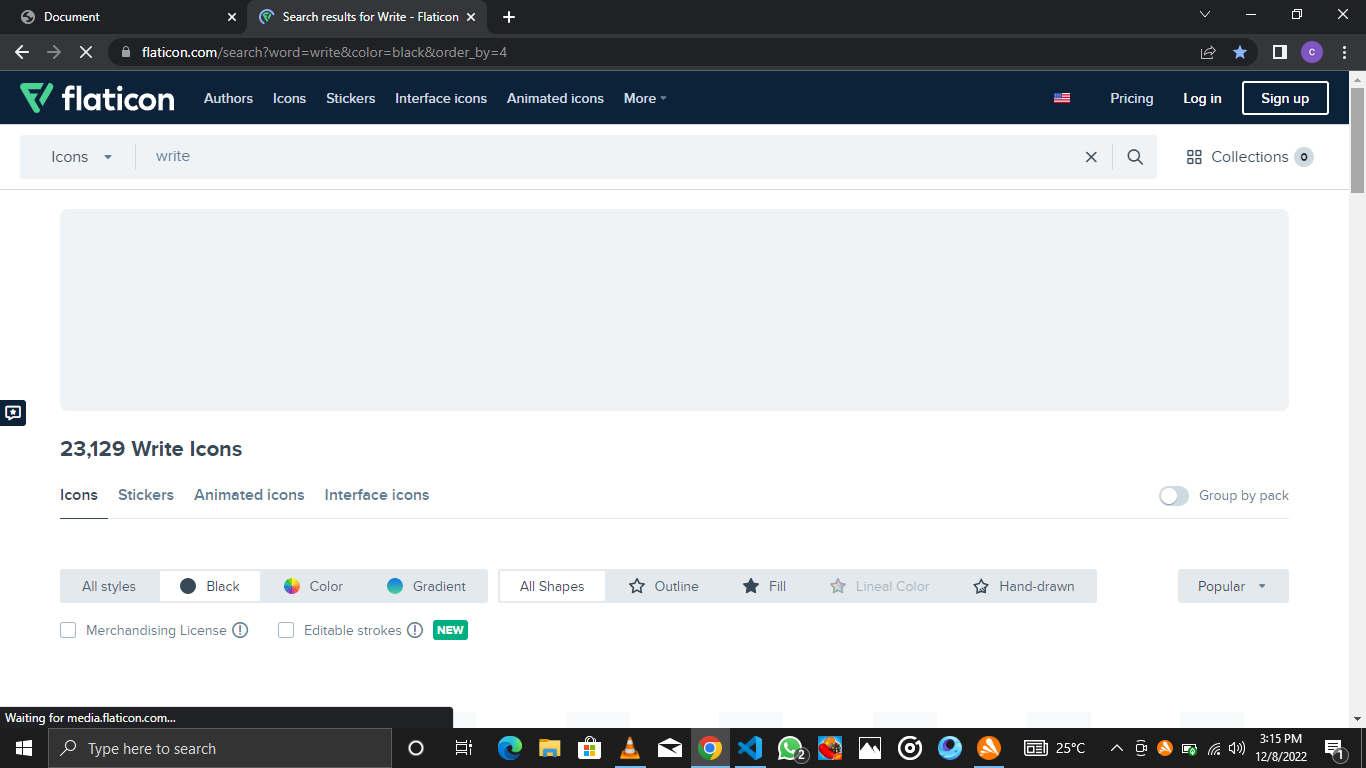 Document
Search results for Write - Flaticon
flaticon.com/search?word=write&color=black&order_by=4
c
flaticon
Authors Icons Stickers Interface icons Animated icons More
Pricing Log in Sign up
Icons write Collections 0
23,129 Write Icons
Icons Stickers Animated icons Interface icons Group by pack
All styles Black Color Gradient All Shapes Outline Fill Lineal Color Hand-drawn Popular
Merchandising License Editable strokes NEW
Waiting for media.flaticon.com...
Type here to search
2
25°C
3:15 PM
12/8/2022
1